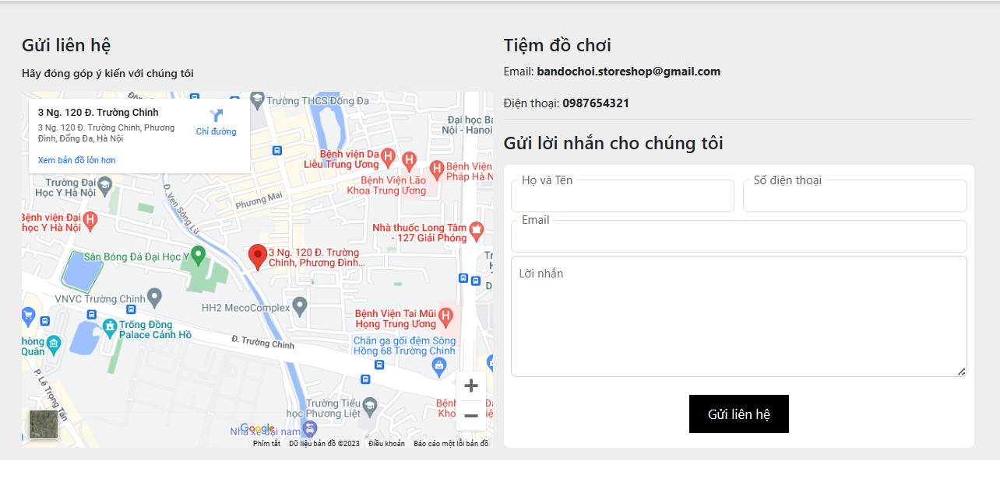 Gửi liên hệ
Hãy đóng góp ý kiến với chúng tôi
3 Ng. 120 Đ. Trường Chinh
3 Ng. 120 Đ. Trường Chinh, Phương
Đình, Đống Đa, Hà Nội
Chỉ đường
Xem bản đồ lớn hơn
Trường THCS Đống Đa
Đại học Bá
Nội - Hanoi
Bệnh viện Da
Liễu Trung Ương
Bệnh Viện
Pháp Hà N
Bệnh Viện Lão
Khoa Trung Ương
Trường Đại
Học Y Hà Nội
Đ. Ven Sông Lừ
Phương Mai
Bệnh viện Đại
học Y Hà Nội
Nhà thuốc Long Tâm
- 127 Giải Phóng
Sân Bóng Đá Đại Học Y
3 Ng. 120 Đ. Trường
Chinh, Phương Đình...
VNVC Trường Chinh
HH2 MecoComplex
Bệnh Viện Tai Mũi
Họng Trung Ương
Trống Đồng
Palace Cảnh Hồ
Đ. Trường Chinh
Chăn ga gối đệm Sông
Hồng 68 Trường Chinh
hòng
Quân
P. Lê Trọng Tấn
Trường Tiểu
học Phương Liệt
Nhà xe đại nam
Google
Phím tắt
Dữ liệu bản đồ ©2023
Điều khoản
Báo cáo một lỗi bản đồ
Tiệm đồ chơi
Email: bandochoi.storeshop@gmail.com
Điện thoại: 0987654321
Gửi lời nhắn cho chúng tôi
Họ và Tên
Số điện thoại
Email
Lời nhắn
Gửi liên hệ